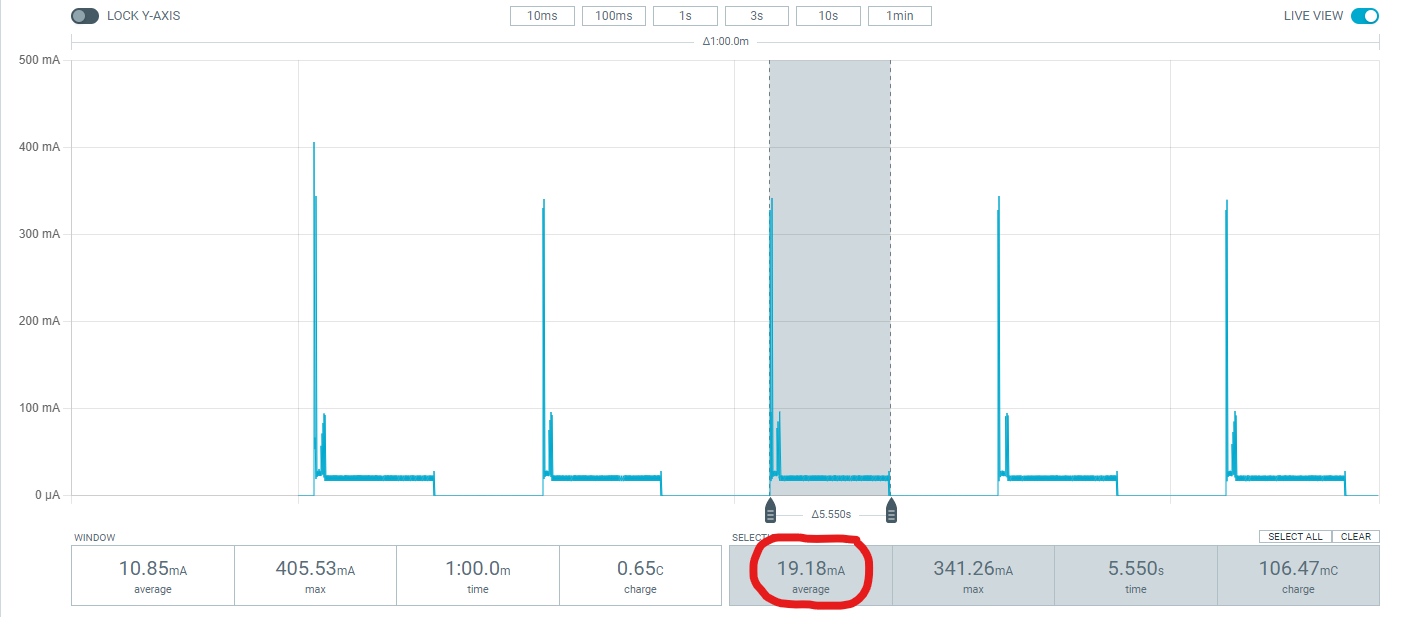 LOCK Y-AXIS 10ms 100ms 1s 3s 10s 1min LIVE VIEW
Δ1:00.0m
500 mA
400 mA
300 mA
200 mA
100 mA
0 µA
Δ5.550s
WINDOW SELECTI SELECT ALL CLEAR
10.85mA 405.53mA 1:00.0m 0.65C 19.18mA 341.26mA 5.550s 106.47mC
average max time charge average max time charge